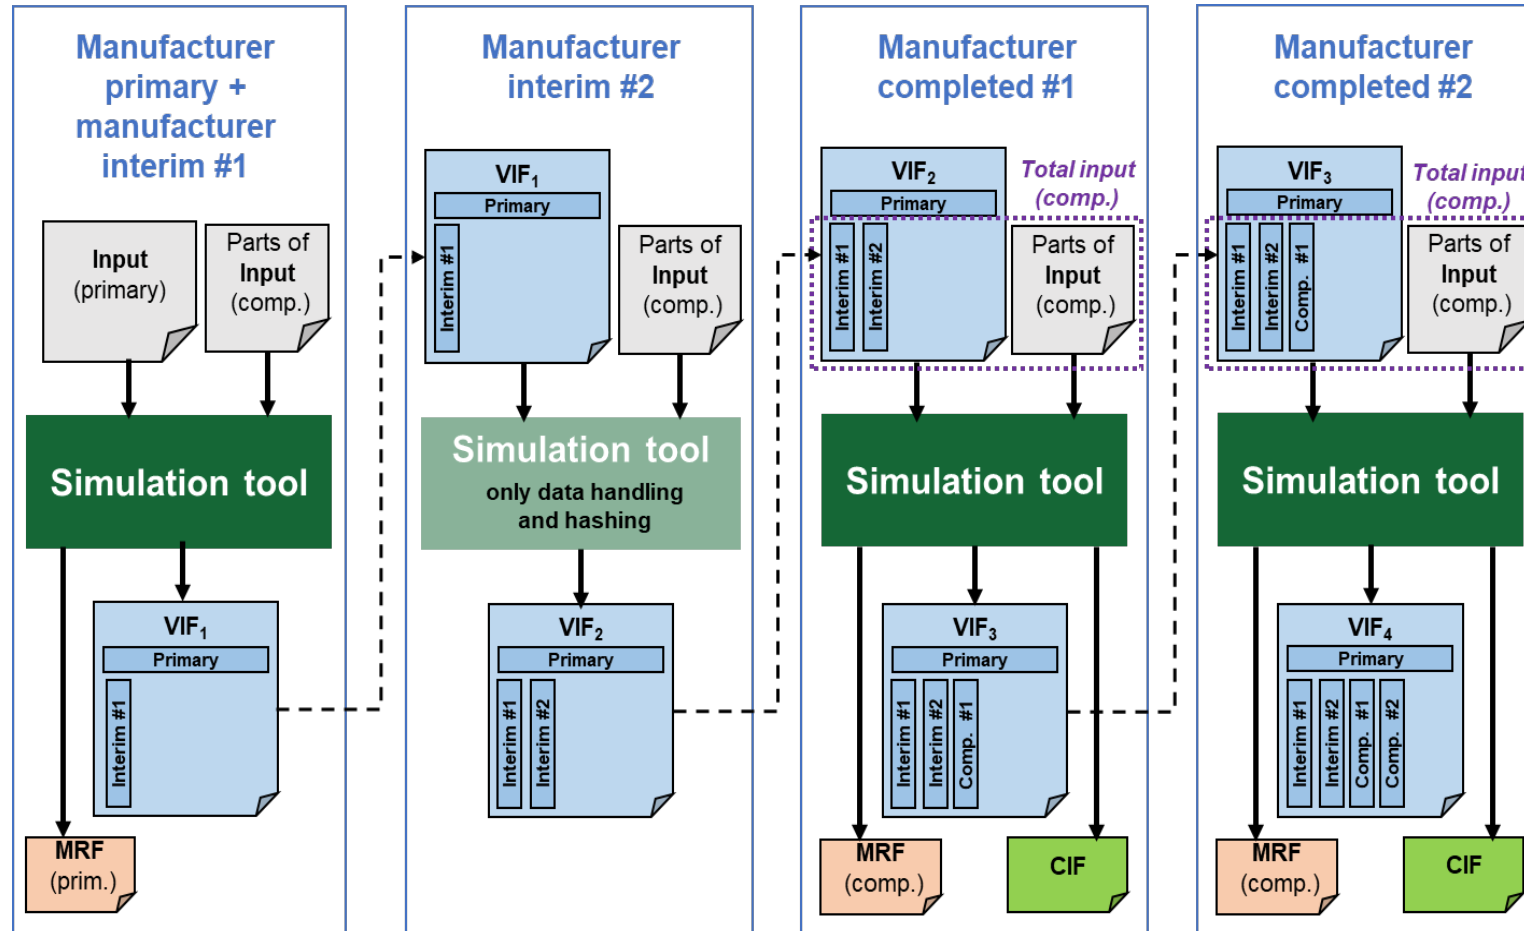 Manufacturer
primary +
manufacturer
interim #1
Input
(primary)
Parts of
Input
(comp.)
Simulation tool
VIF1
Primary
Interim #1
MRF
(prim.)
Manufacturer
interim #2
VIF1
Primary
Interim #1
Parts of
Input
(comp.)
Simulation tool
only data handling
and hashing
VIF2
Primary
Interim #1
Interim #2
Manufacturer
completed #1
VIF2
Primary
Interim #1
Interim #2
Total input
(comp.)
Parts of
Input
(comp.)
Simulation tool
VIF3
Primary
Interim #1
Interim #2
Comp. #1
MRF
(comp.)
CIF
Manufacturer
completed #2
VIF3
Primary
Interim #1
Interim #2
Comp. #1
Total input
(comp.)
Parts of
Input
(comp.)
Simulation tool
VIF4
Primary
Interim #1
Interim #2
Comp. #1
Comp. #2
MRF
(comp.)
CIF